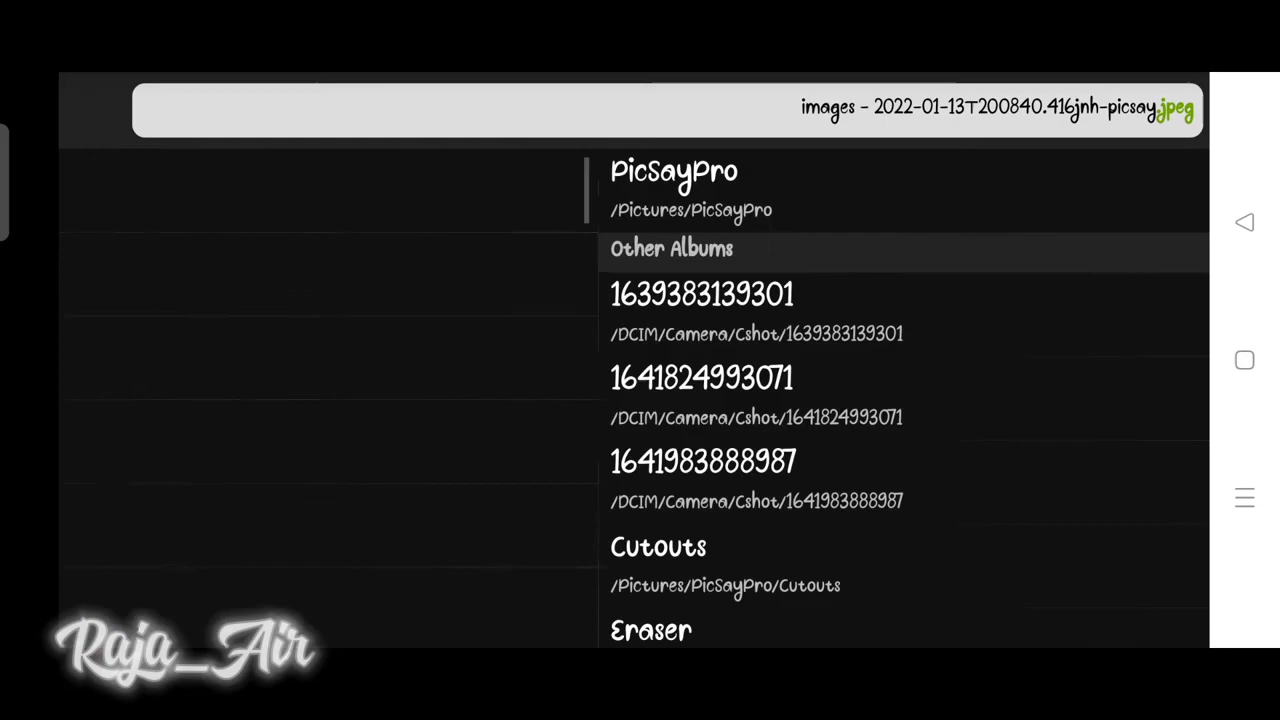 images - 2022-01-13T200840.416jnh-picsay.jpeg
PicSayPro
/Pictures/PicSayPro
Other Albums
1639383139301
/DCIM/Camera/Cshot/1639383139301
1641824993071
/DCIM/Camera/Cshot/1641824993071
1641983888987
/DCIM/Camera/Cshot/1641983888987
Cutouts
/Pictures/PicSayPro/Cutouts
Eraser
Raja_Air